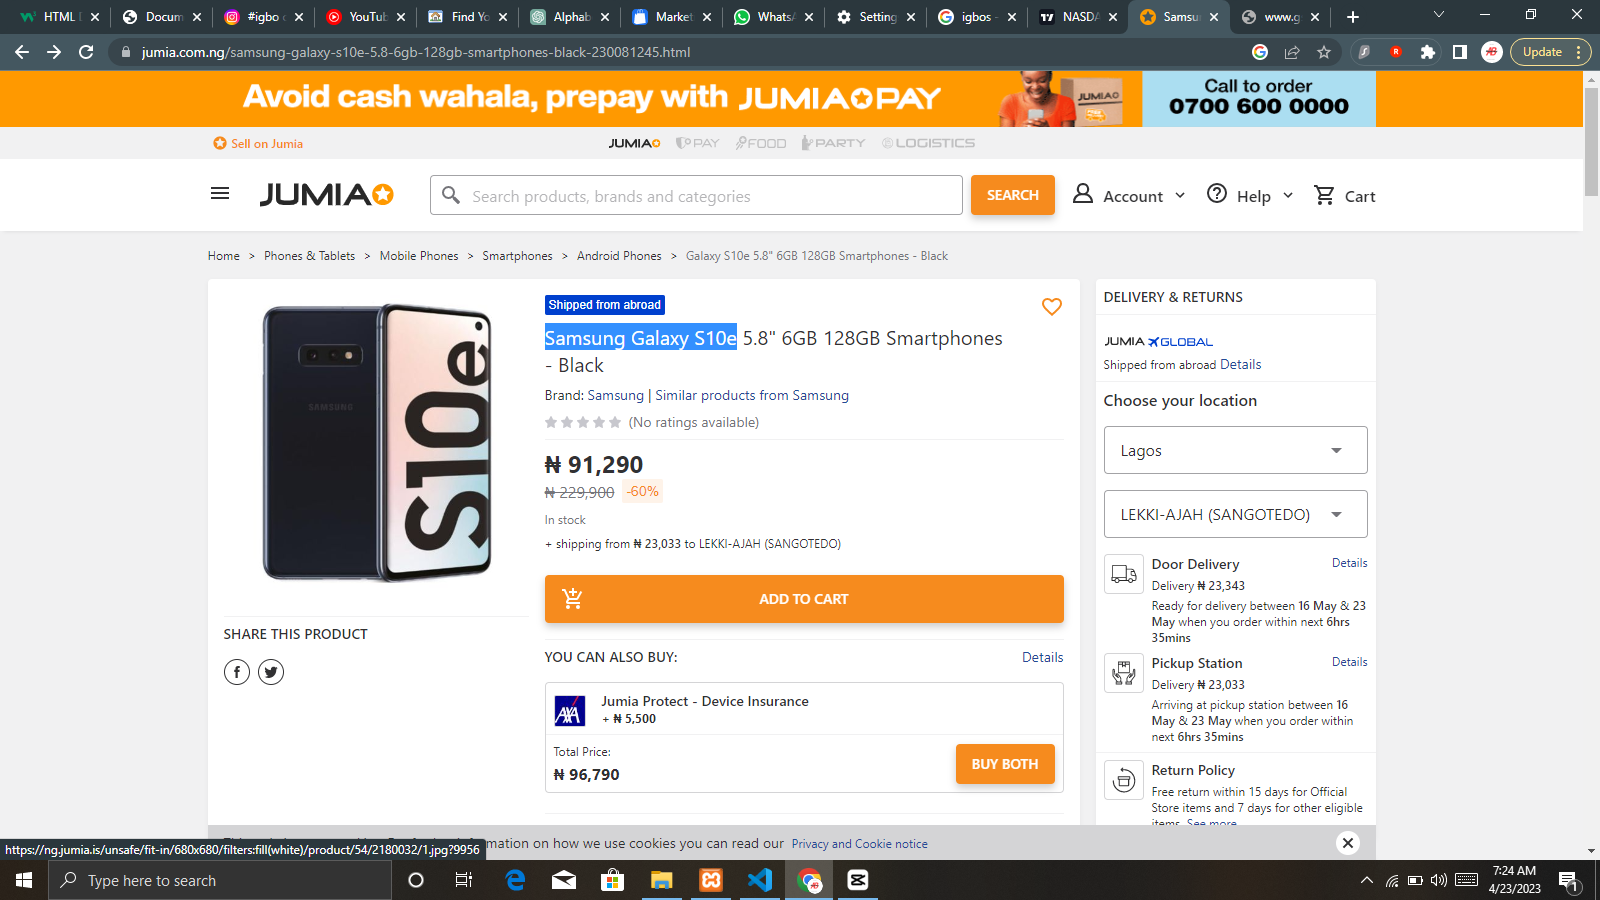 HTML D
Docum
#igbo c
YouTub
Find Yo
Alphab
Market
WhatsA
Setting
igbos -
NASDA
Samsu
www.g
jumia.com.ng/samsung-galaxy-s10e-5.8-6gb-128gb-smartphones-black-230081245.html
Update
Avoid cash wahala, prepay with JUMIA PAY
JUMIA
Call to order
0700 600 0000
Sell on Jumia
JUMIA PAY FOOD PARTY LOGISTICS
JUMIA
Search products, brands and categories
SEARCH
Account
Help
Cart
Home > Phones & Tablets > Mobile Phones > Smartphones > Android Phones > Galaxy S10e 5.8" 6GB 128GB Smartphones - Black
SAMSUNG
S10e
SHARE THIS PRODUCT
Shipped from abroad
Samsung Galaxy S10e 5.8" 6GB 128GB Smartphones
- Black
Brand: Samsung | Similar products from Samsung
(No ratings available)
₦ 91,290
₦ 229,900 -60%
In stock
+ shipping from ₦ 23,033 to LEKKI-AJAH (SANGOTEDO)
ADD TO CART
YOU CAN ALSO BUY:
Details
AXA
Jumia Protect - Device Insurance
+ ₦ 5,500
Total Price:
₦ 96,790
BUY BOTH
DELIVERY & RETURNS
JUMIA GLOBAL
Shipped from abroad Details
Choose your location
Lagos
LEKKI-AJAH (SANGOTEDO)
Door Delivery
Details
Delivery ₦ 23,343
Ready for delivery between 16 May & 23
May when you order within next 6hrs
35mins
Pickup Station
Details
Delivery ₦ 23,033
Arriving at pickup station between 16
May & 23 May when you order within
next 6hrs 35mins
Return Policy
Free return within 15 days for Official
Store items and 7 days for other eligible
items. See more
mation on how we use cookies you can read our Privacy and Cookie notice
https://ng.jumia.is/unsafe/fit-in/680x680/filters:fill(white)/product/54/2180032/1.jpg?9956
Type here to search
7:24 AM
4/23/2023
1